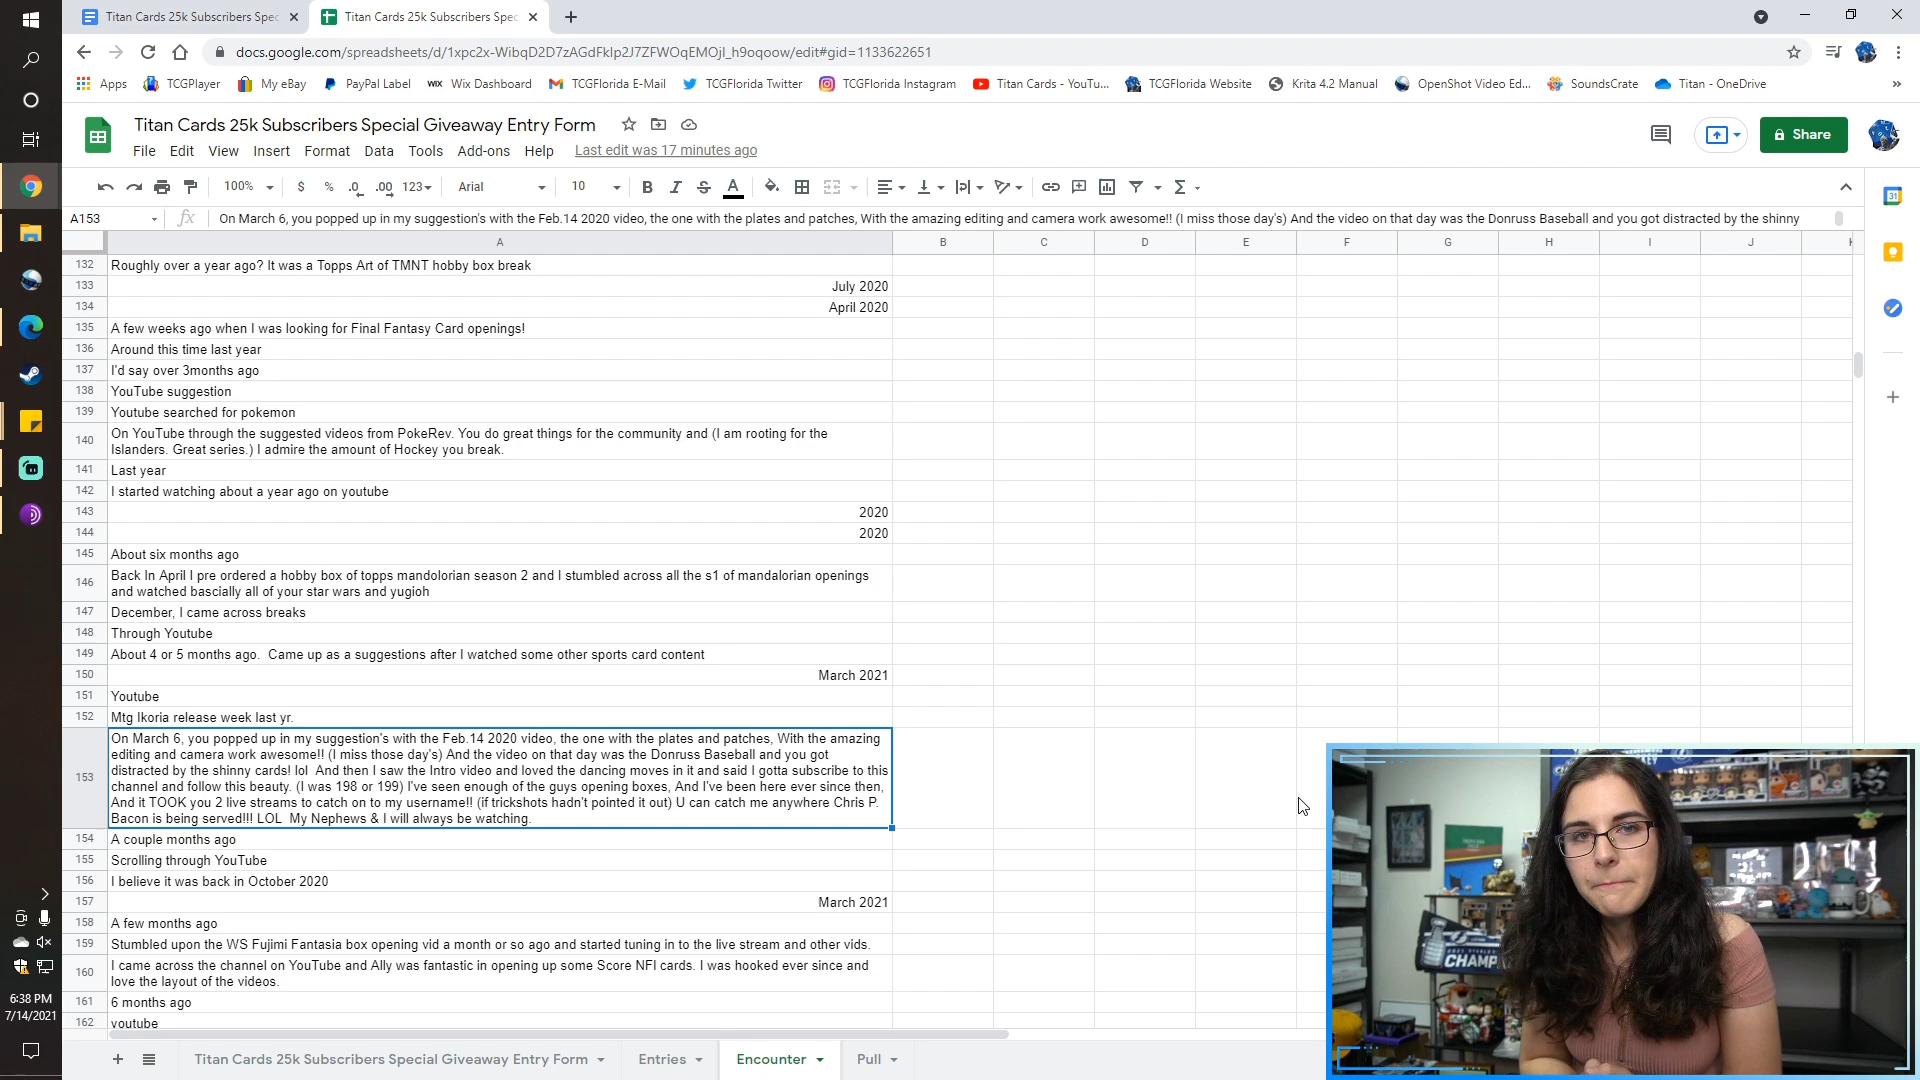 Titan Cards 25k Subscribers Spec
Titan Cards 25k Subscribers Spec
docs.google.com/spreadsheets/d/1xpc2x-WibqD2D7zAGdFkIp2J7ZFWOqEMOjI_h9oqoow/edit#gid=1133622651
Apps TCGPlayer My eBay PayPal Label WIX Wix Dashboard TCGFlorida E-Mail TCGFlorida Twitter TCGFlorida Instagram Titan Cards - YouTu... TCGFlorida Website Krita 4.2 Manual OpenShot Video Ed... SoundsCrate Titan - OneDrive »
Titan Cards 25k Subscribers Special Giveaway Entry Form
File Edit View Insert Format Data Tools Add-ons Help Last edit was 17 minutes ago
Share
100% $ % .0 .00 123 Arial 10 B I S A Σ
31
A153 fx On March 6, you popped up in my suggestion's with the Feb.14 2020 video, the one with the plates and patches, With the amazing editing and camera work awesome!! (I miss those day's) And the video on that day was the Donruss Baseball and you got distracted by the shinny
A B C D E F G H I J
132 Roughly over a year ago? It was a Topps Art of TMNT hobby box break
133 July 2020
134 April 2020
135 A few weeks ago when I was looking for Final Fantasy Card openings!
136 Around this time last year
137 I'd say over 3months ago
138 YouTube suggestion
139 Youtube searched for pokemon
140 On YouTube through the suggested videos from PokeRev. You do great things for the community and (I am rooting for the
Islanders. Great series.) I admire the amount of Hockey you break.
141 Last year
142 I started watching about a year ago on youtube
143 2020
144 2020
145 About six months ago
146 Back In April I pre ordered a hobby box of topps mandolorian season 2 and I stumbled across all the s1 of mandalorian openings
and watched bascially all of your star wars and yugioh
147 December, I came across breaks
148 Through Youtube
149 About 4 or 5 months ago. Came up as a suggestions after I watched some other sports card content
150 March 2021
151 Youtube
152 Mtg Ikoria release week last yr.
153 On March 6, you popped up in my suggestion's with the Feb.14 2020 video, the one with the plates and patches, With the amazing
editing and camera work awesome!! (I miss those day's) And the video on that day was the Donruss Baseball and you got
distracted by the shinny cards! lol And then I saw the Intro video and loved the dancing moves in it and said I gotta subscribe to this
channel and follow this beauty. (I was 198 or 199) I've seen enough of the guys opening boxes, And I've been here ever since then,
And it TOOK you 2 live streams to catch on to my username!! (if trickshots hadn't pointed it out) U can catch me anywhere Chris P.
Bacon is being served!!! LOL My Nephews & I will always be watching.
154 A couple months ago
155 Scrolling through YouTube
156 I believe it was back in October 2020
157 March 2021
158 A few months ago
159 Stumbled upon the WS Fujimi Fantasia box opening vid a month or so ago and started tuning in to the live stream and other vids.
160 I came across the channel on YouTube and Ally was fantastic in opening up some Score NFl cards. I was hooked ever since and
love the layout of the videos.
161 6 months ago
162 youtube
CHAMP
6:38 PM
7/14/2021
Titan Cards 25k Subscribers Special Giveaway Entry Form Entries Encounter Pull